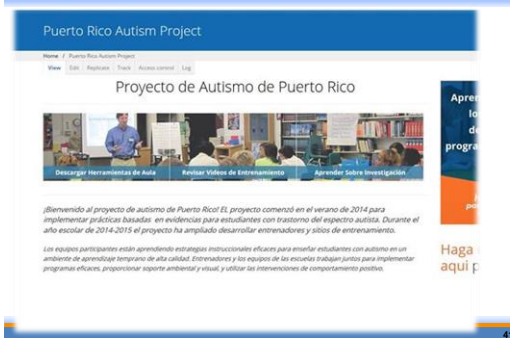 Puerto Rico Autism Project
Home / Puerto Rico Autism Project
View Edit Replicate Track Access control Log
Proyecto de Autismo de Puerto Rico
Descargar Herramientas de Aula Revisar Videos de Entrenamiento Aprender Sobre Investigación
¡Bienvenido al proyecto de autismo de Puerto Rico! EL proyecto comenzó en el verano de 2014 para
implementar prácticas basadas en evidencias para estudiantes con trastorno del espectro autista. Durante el
año escolar de 2014-2015 el proyecto ha ampliado desarrollar entrenadores y sitios de entrenamiento.
Los equipos participantes están aprendiendo estrategias instruccionales eficaces para enseñar estudiantes con autismo en un
ambiente de aprendizaje temprano de alta calidad. Entrenadores y los equipos de las escuelas trabajan juntos para implementar
programas eficaces, proporcionar soporte ambiental y visual, y utilizar las intervenciones de comportamiento positivo.
Apren
lo
de
progra
Haga
aquí p